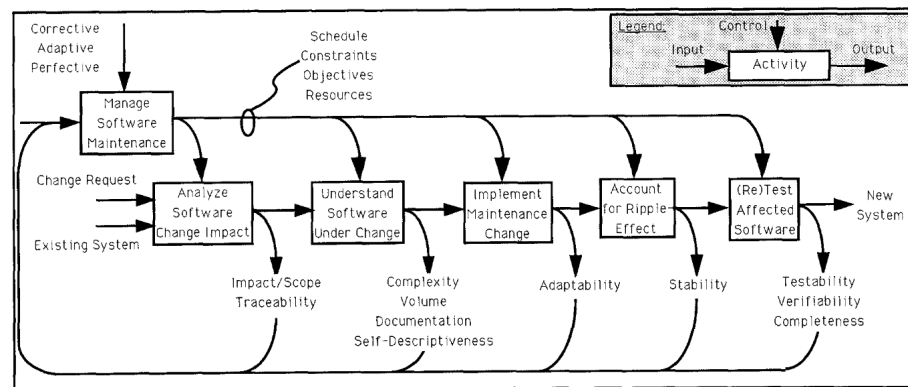 Corrective
Adaptive
Perfective
Schedule
Constraints
Objectives
Resources
Legend:
Control
Input
Output
Activity
Manage
Software
Maintenance
Change Request
Existing System
Analyze
Software
Change Impact
Understand
Software
Under Change
Implement
Maintenance
Change
Account
for Ripple
Effect
(Re)Test
Affected
Software
New
System
Impact/Scope
Traceability
Complexity
Volume
Documentation
Self-Descriptiveness
Adaptability
Stability
Testability
Verifiability
Completeness